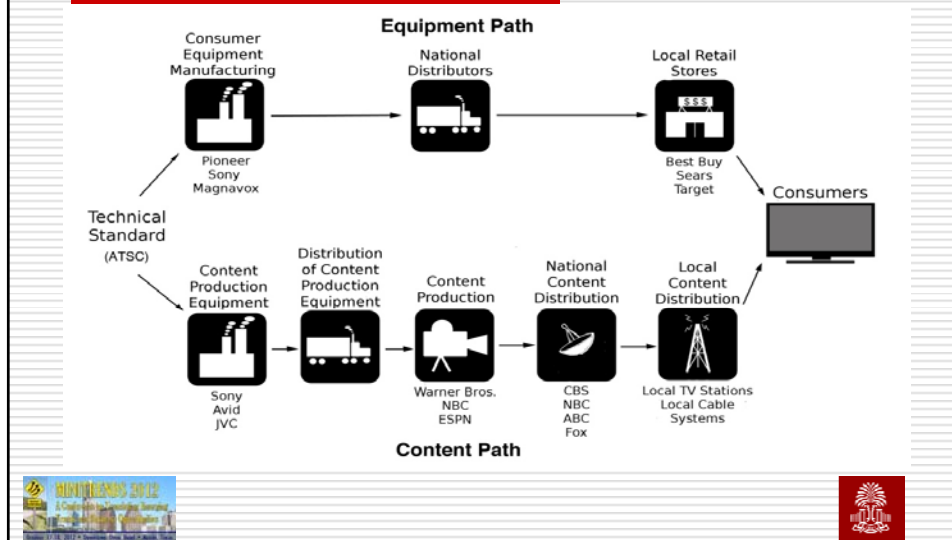 Equipment Path
Consumer
Equipment
Manufacturing
Pioneer
Sony
Magnavox
National
Distributors
Local Retail
Stores
$$$
Best Buy
Sears
Target
Consumers
Technical
Standard
(ATSC)
Content
Production
Equipment
Sony
Avid
JVC
Distribution
of Content
Production
Equipment
Content
Production
Warner Bros.
NBC
ESPN
National
Content
Distribution
CBS
NBC
ABC
Fox
Local
Content
Distribution
Local TV Stations
Local Cable
Systems
Content Path
MINITRENDS 2012
A Conference